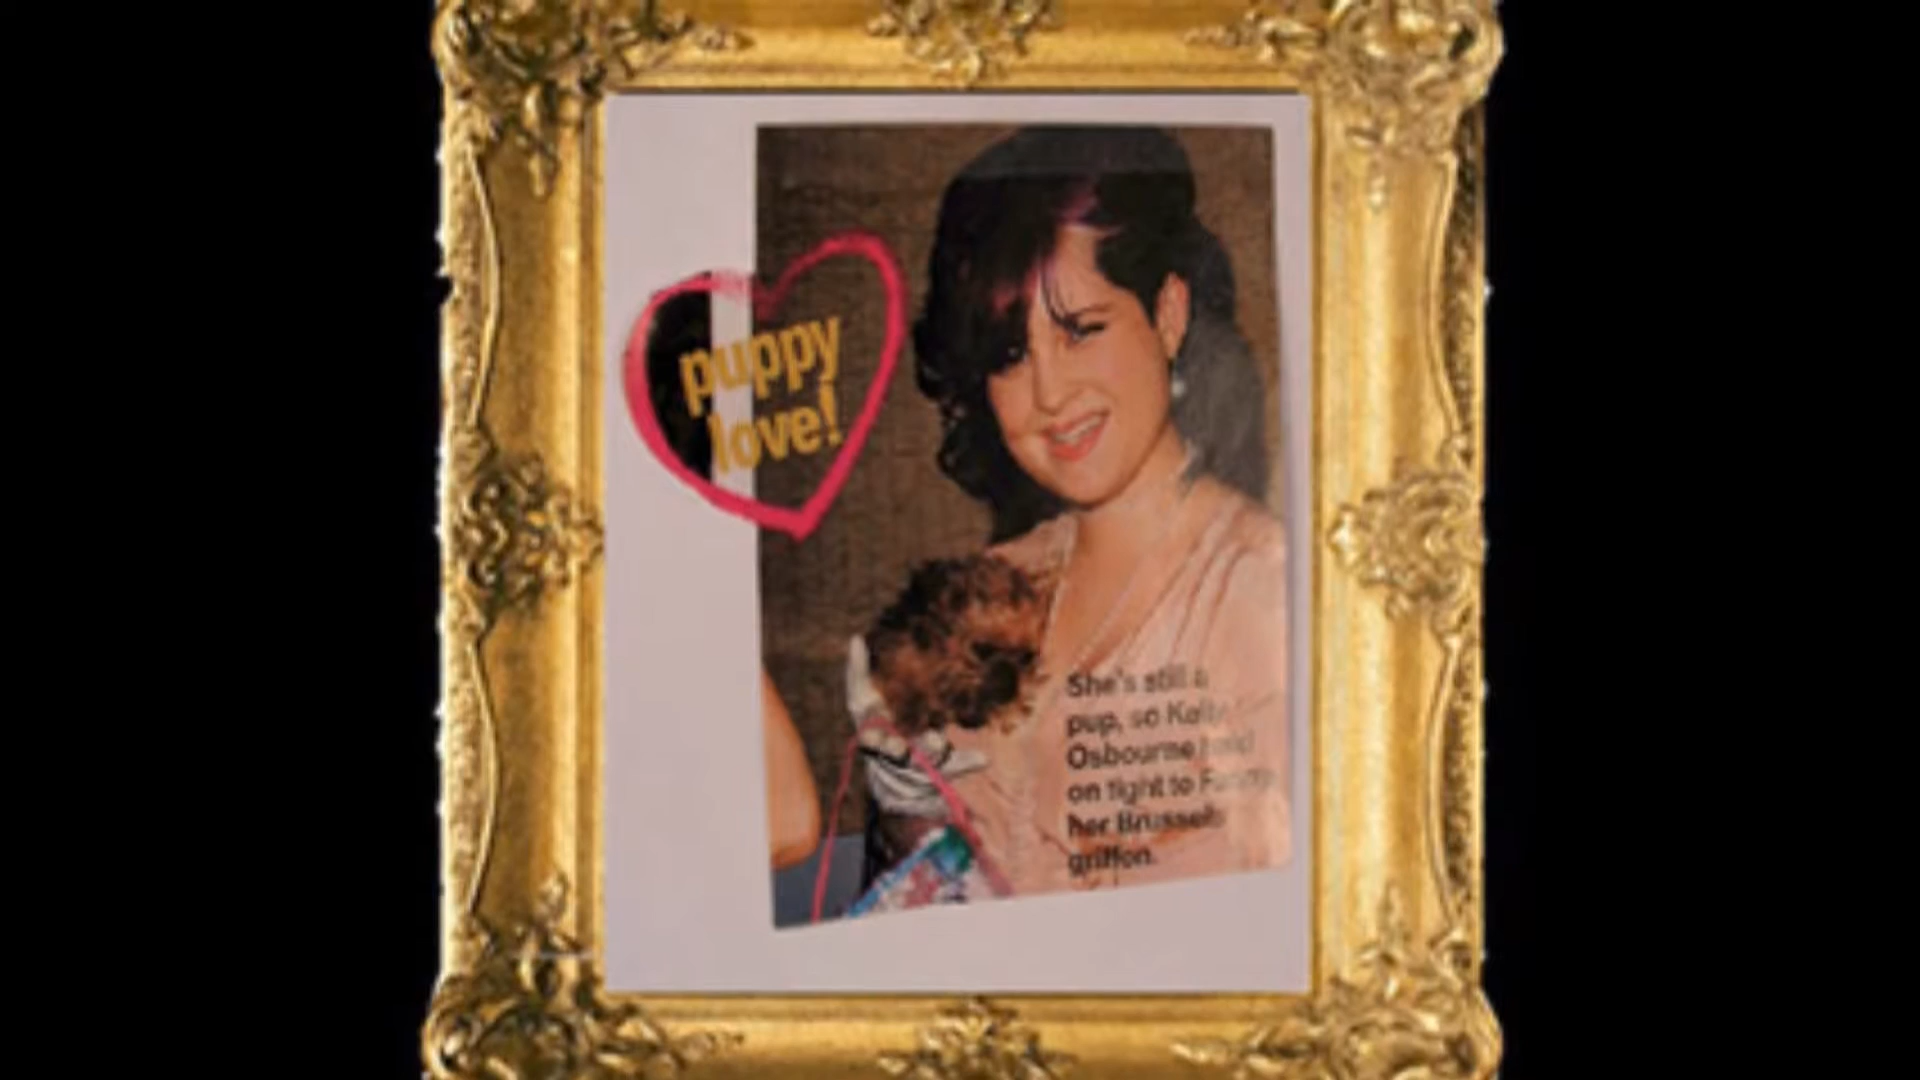 puppy
love!
She's still a
pup, so Kelly
Osbourne
on tight to
her Brussels
griffon.